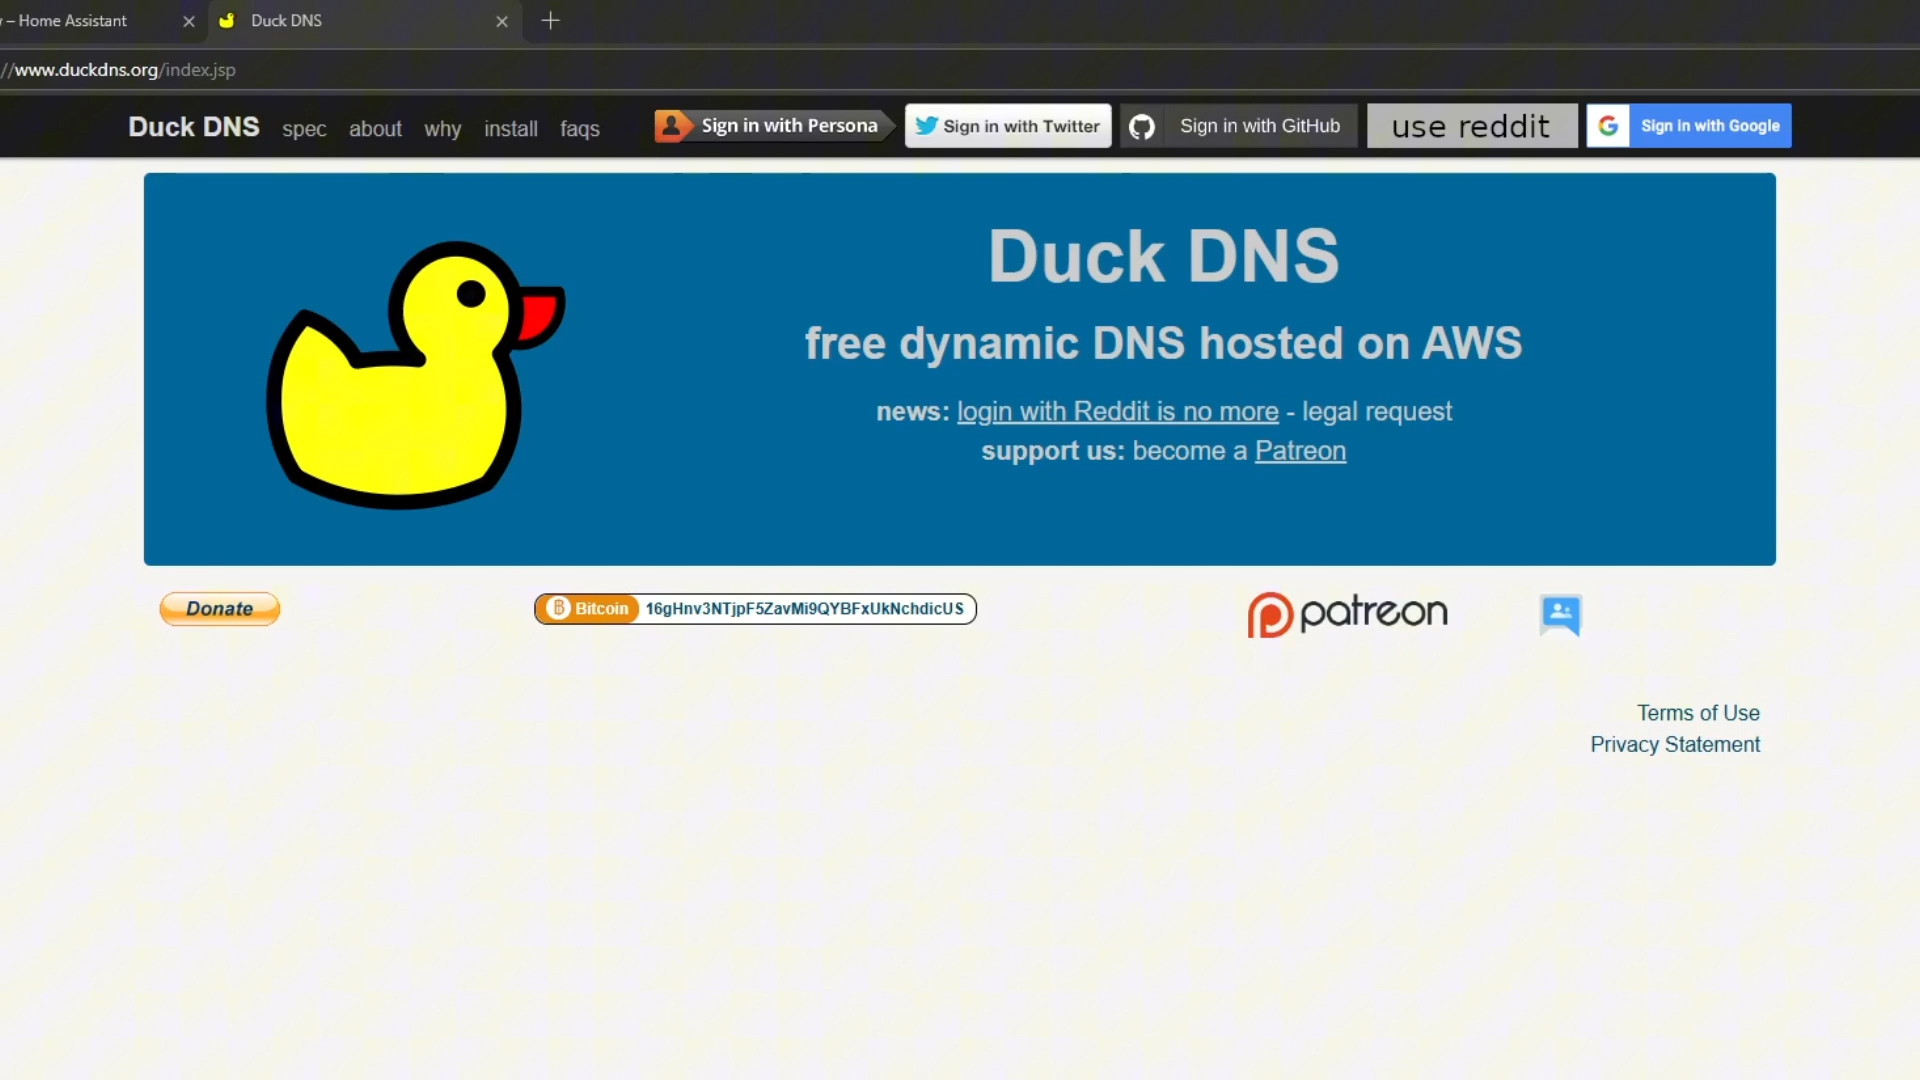 – Home Assistant
Duck DNS
//www.duckdns.org/index.jsp
Duck DNS spec about why install faqs Sign in with Persona Sign in with Twitter Sign in with GitHub use reddit Sign in with Google
Duck DNS
free dynamic DNS hosted on AWS
news: login with Reddit is no more - legal request
support us: become a Patreon
Donate
Bitcoin 16gHnv3NTjpF5ZavMi9QYBFxUkNchdicUS
patreon
Terms of Use
Privacy Statement